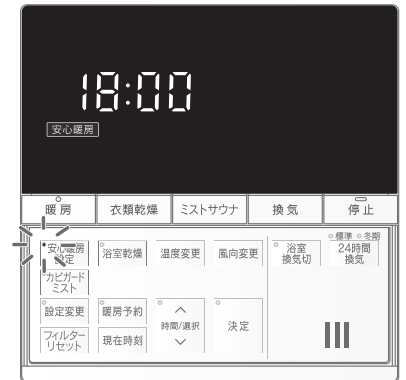 18:00
安心暖房
暖房 衣類乾燥 ミストサウナ 換気 停止
標準 冬期
安心暖房 浴室乾燥 温度変更 風向変更 浴室 24時間
設定 換気切 換気
カビガード
ミスト
設定変更 暖房予約 時間/選択 決定
フィルター 現在時刻
リセット